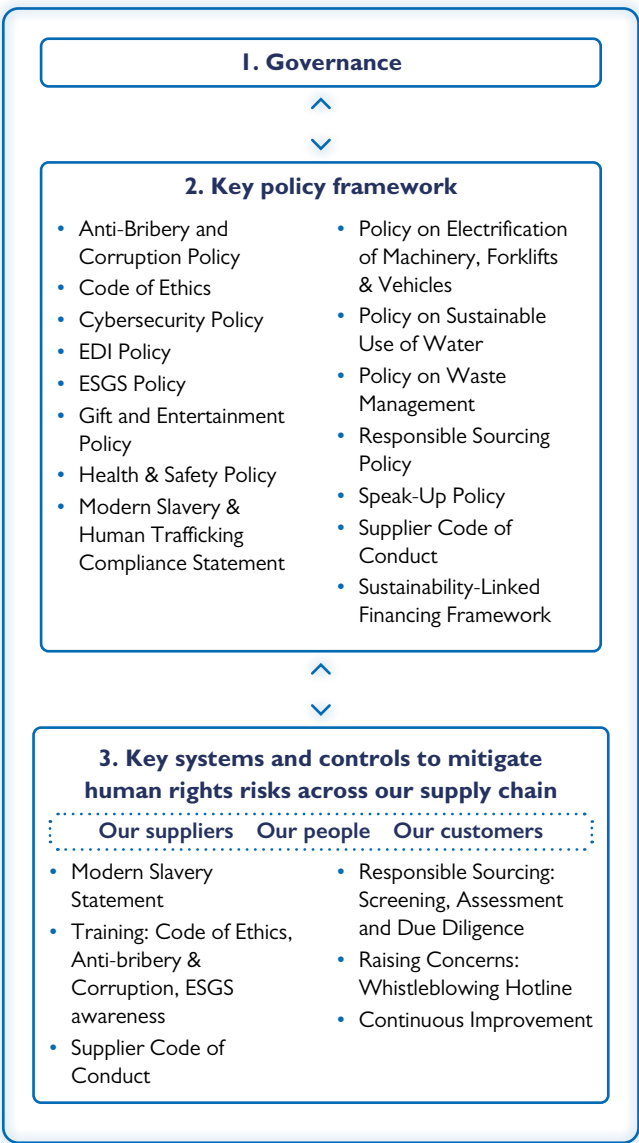 1. Governance
2. Key policy framework
• Anti-Bribery and
Corruption Policy
• Code of Ethics
• Cybersecurity Policy
• EDI Policy
• ESGS Policy
• Gift and Entertainment
Policy
• Health & Safety Policy
• Modern Slavery &
Human Trafficking
Compliance Statement
• Policy on Electrification
of Machinery, Forklifts
& Vehicles
• Policy on Sustainable
Use of Water
• Policy on Waste
Management
• Responsible Sourcing
Policy
• Speak-Up Policy
• Supplier Code of
Conduct
• Sustainability-Linked
Financing Framework
3. Key systems and controls to mitigate
human rights risks across our supply chain
Our suppliers Our people Our customers
• Modern Slavery
Statement
• Training: Code of Ethics,
Anti-bribery &
Corruption, ESGS
awareness
• Supplier Code of
Conduct
• Responsible Sourcing:
Screening, Assessment
and Due Diligence
• Raising Concerns:
Whistleblowing Hotline
• Continuous Improvement